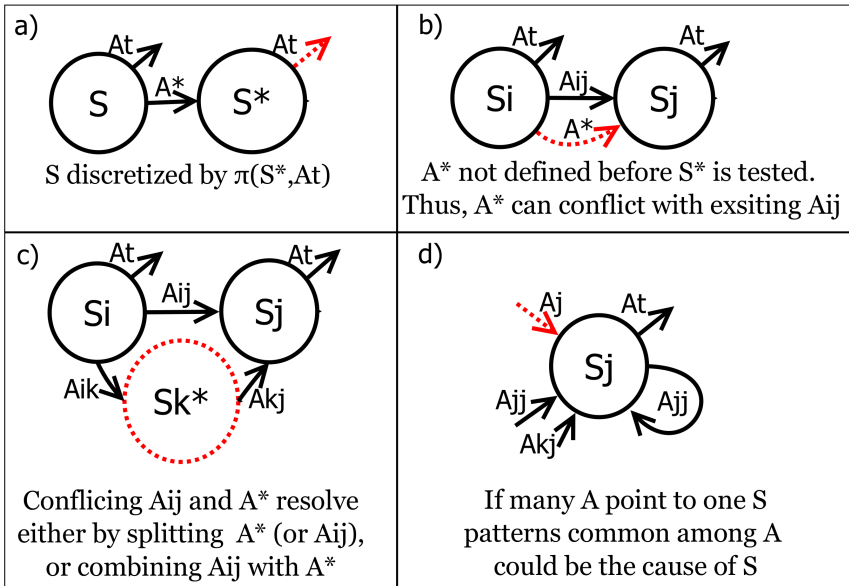 a)
At
At
A*
S
S*
S discretized by π(S*,At)
b)
At
At
Aij
Si
Sj
A*
A* not defined before S* is tested.
Thus, A* can conflict with exsiting Aij
c)
At
At
Aij
Si
Sj
Aik
Sk*
Akj
Conflicing Aij and A* resolve
either by splitting A* (or Aij),
or combining Aij with A*
d)
Aj
At
Sj
Ajj
Ajj
Akj
If many A point to one S
patterns common among A
could be the cause of S